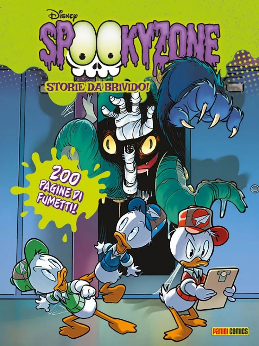 Disney
SPOOKYZONE
STORIE DA BRIVIDO!
200
PAGINE DI
FUMETTI!
PANINI COMICS